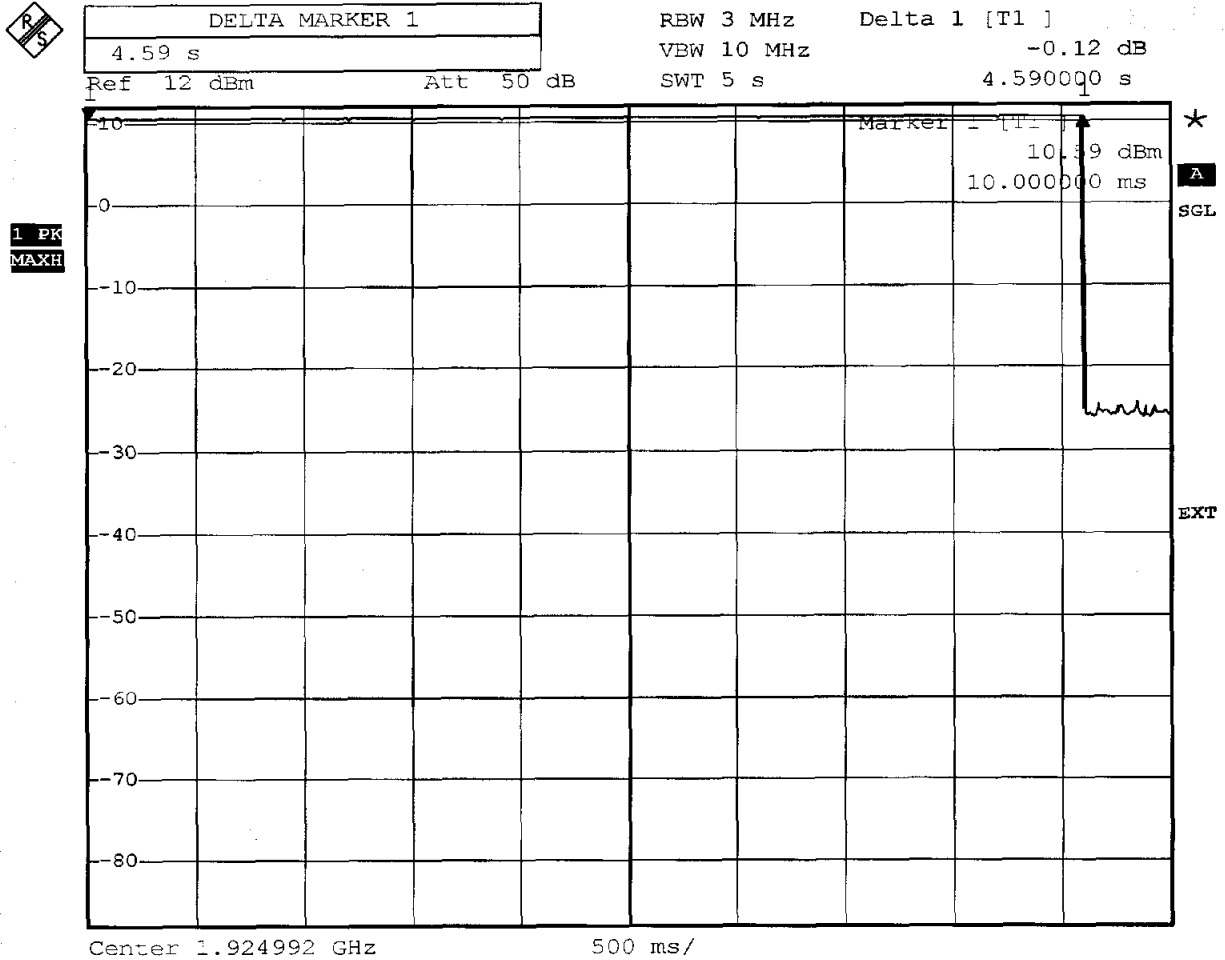 R
S
DELTA MARKER 1
4.59 s
RBW 3 MHz
VBW 10 MHz
SWT 5 s
Delta 1 [T1 ]
-0.12 dB
4.590000 s
Ref 12 dBm
Att 50 dB
1
1
Marker 1 [T1 ]
dBm
10.000000 ms
10
0
-10
-20
-30
-40
-50
-60
-70
-80
1 PK
MAXH
A
SGL
EXT
Center 1.924992 GHz
500 ms/